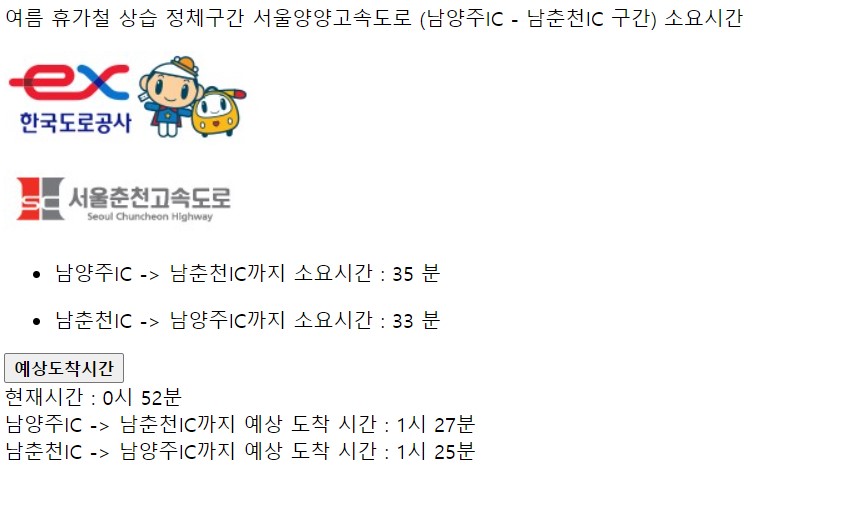 여름 휴가철 상습 정체구간 서울양양고속도로 (남양주IC - 남춘천IC 구간) 소요시간
ex
한국도로공사
SC 서울춘천고속도로
Seoul Chuncheon Highway
• 남양주IC -> 남춘천IC까지 소요시간 : 35 분
• 남춘천IC -> 남양주IC까지 소요시간 : 33 분
예상도착시간
현재시간 : 0시 52분
남양주IC -> 남춘천IC까지 예상 도착 시간 : 1시 27분
남춘천IC -> 남양주IC까지 예상 도착 시간 : 1시 25분